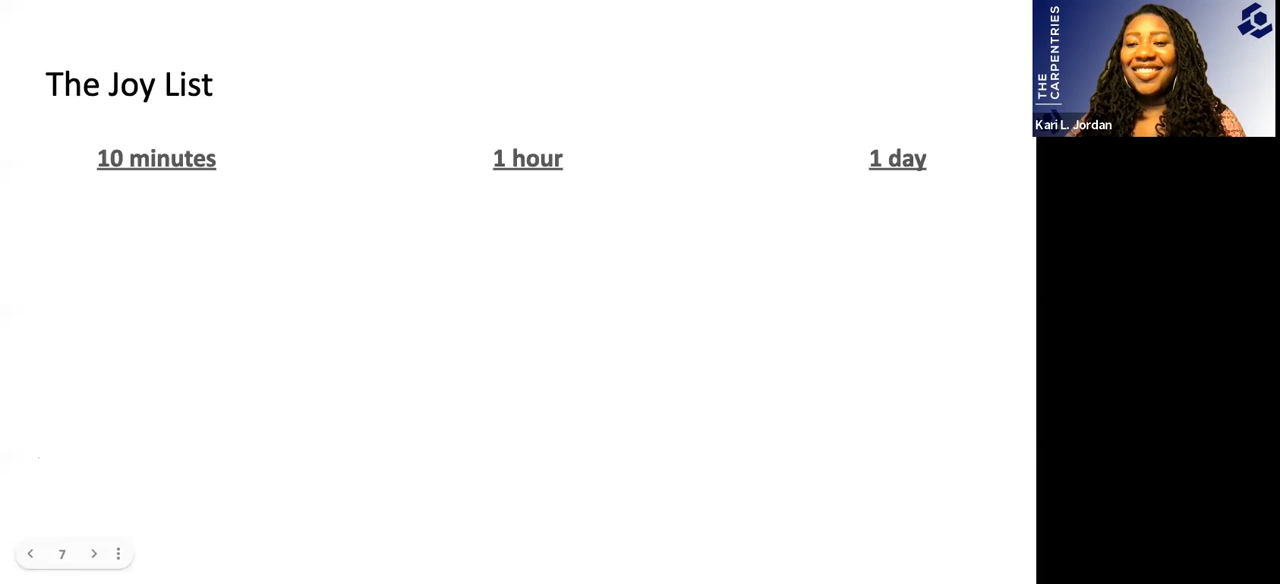 The Joy List
10 minutes
1 hour
1 day
7
THE
CARPENTRIES
Kari L. Jordan